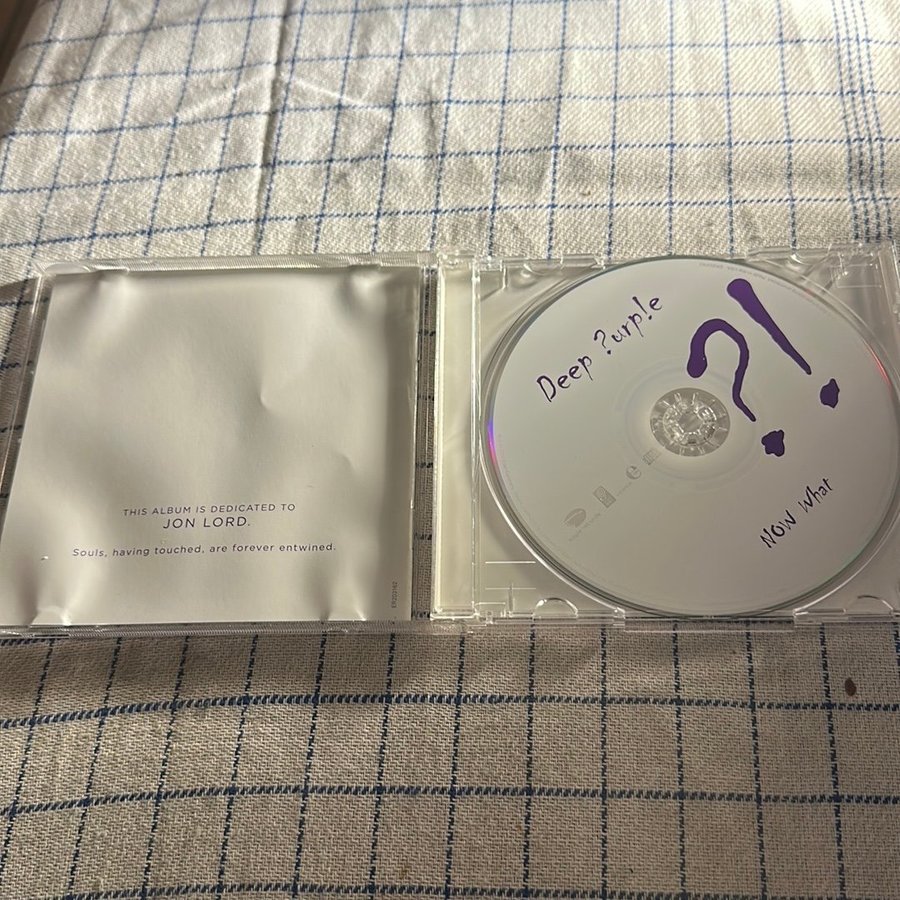 THIS ALBUM IS DEDICATED TO
JON LORD.
Souls, having touched, are forever entwined.
Deep ?urp!e
?!
NOW What